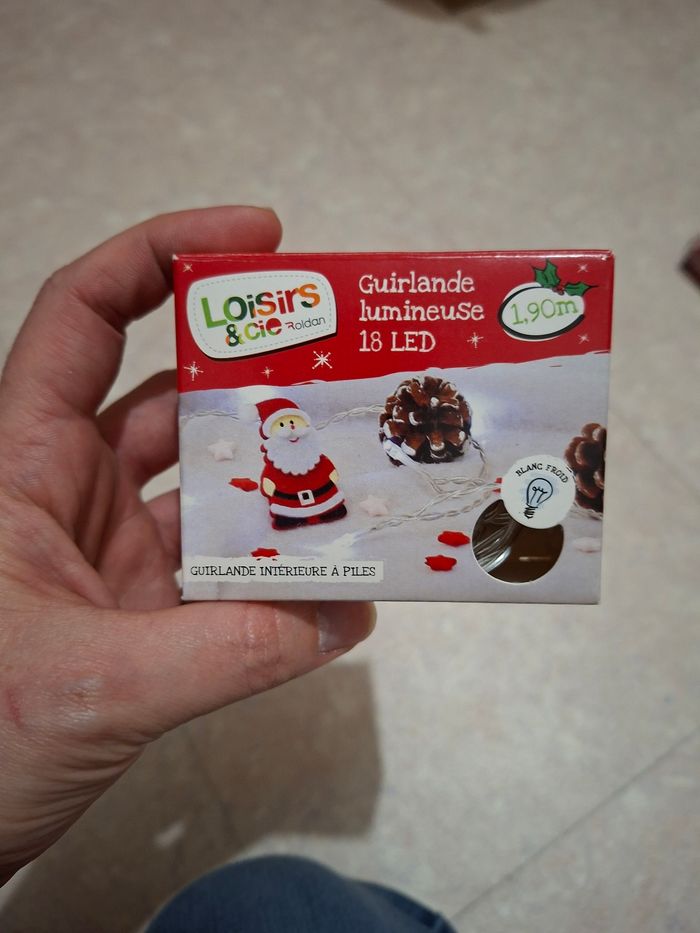 Loisirs
& cie Roldan
Guirlande
lumineuse
18 LED
1,90m
BLANC FROID
GUIRLANDE INTÉRIEURE À PILES